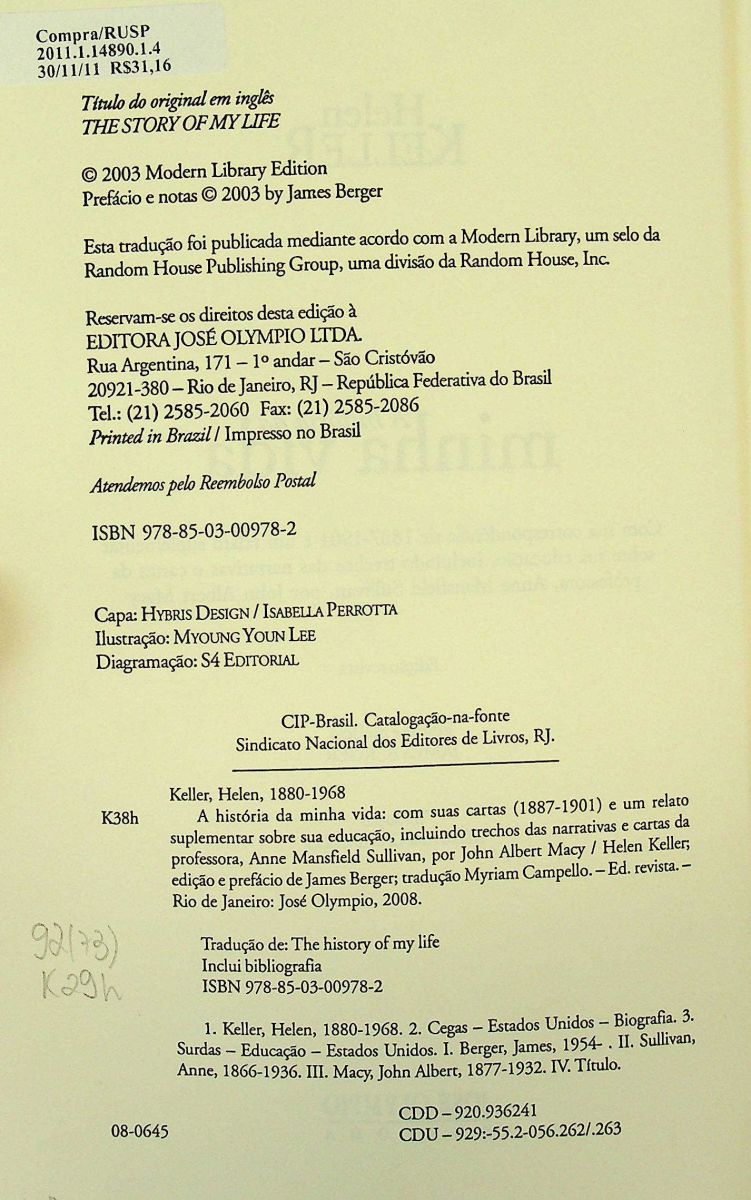 Compra/RUSP
2011.1.14890.1.4
30/11/11 R$31,16
Título do original em inglês
THE STORY OF MY LIFE
© 2003 Modern Library Edition
Prefácio e notas © 2003 by James Berger
Esta tradução foi publicada mediante acordo com a Modern Library, um selo da
Random House Publishing Group, uma divisão da Random House, Inc.
Reservam-se os direitos desta edição à
EDITORA JOSÉ OLYMPIO LTDA.
Rua Argentina, 171 – 1º andar – São Cristóvão
20921-380 – Rio de Janeiro, RJ – República Federativa do Brasil
Tel.: (21) 2585-2060 Fax: (21) 2585-2086
Printed in Brazil / Impresso no Brasil
Atendemos pelo Reembolso Postal
ISBN 978-85-03-00978-2
Capa: HYBRIS DESIGN / ISABELLA PERROTTA
Ilustração: MYOUNG YOUN LEE
Diagramação: S4 EDITORIAL
CIP-Brasil. Catalogação-na-fonte
Sindicato Nacional dos Editores de Livros, RJ.
Keller, Helen, 1880-1968
K38h
A história da minha vida: com suas cartas (1887-1901) e um relato
suplementar sobre sua educação, incluindo trechos das narrativas e cartas da
professora, Anne Mansfield Sullivan, por John Albert Macy / Helen Keller;
edição e prefácio de James Berger; tradução Myriam Campello. – Ed. revista. –
Rio de Janeiro: José Olympio, 2008.
92(73)
K29h
Tradução de: The history of my life
Inclui bibliografia
ISBN 978-85-03-00978-2
1. Keller, Helen, 1880-1968. 2. Cegas – Estados Unidos – Biografia. 3.
Surdas – Educação – Estados Unidos. I. Berger, James, 1954- . II. Sullivan,
Anne, 1866-1936. III. Macy, John Albert, 1877-1932. IV. Título.
08-0645
CDD – 920.936241
CDU – 929:-55.2-056.262/.263